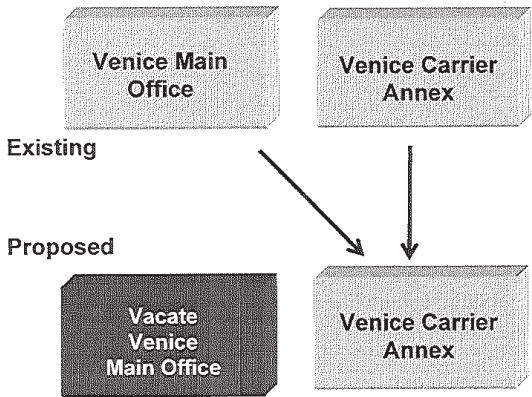 Venice Main
Office
Venice Carrier
Annex
Existing
Proposed
Vacate
Venice
Main Office
Venice Carrier
Annex